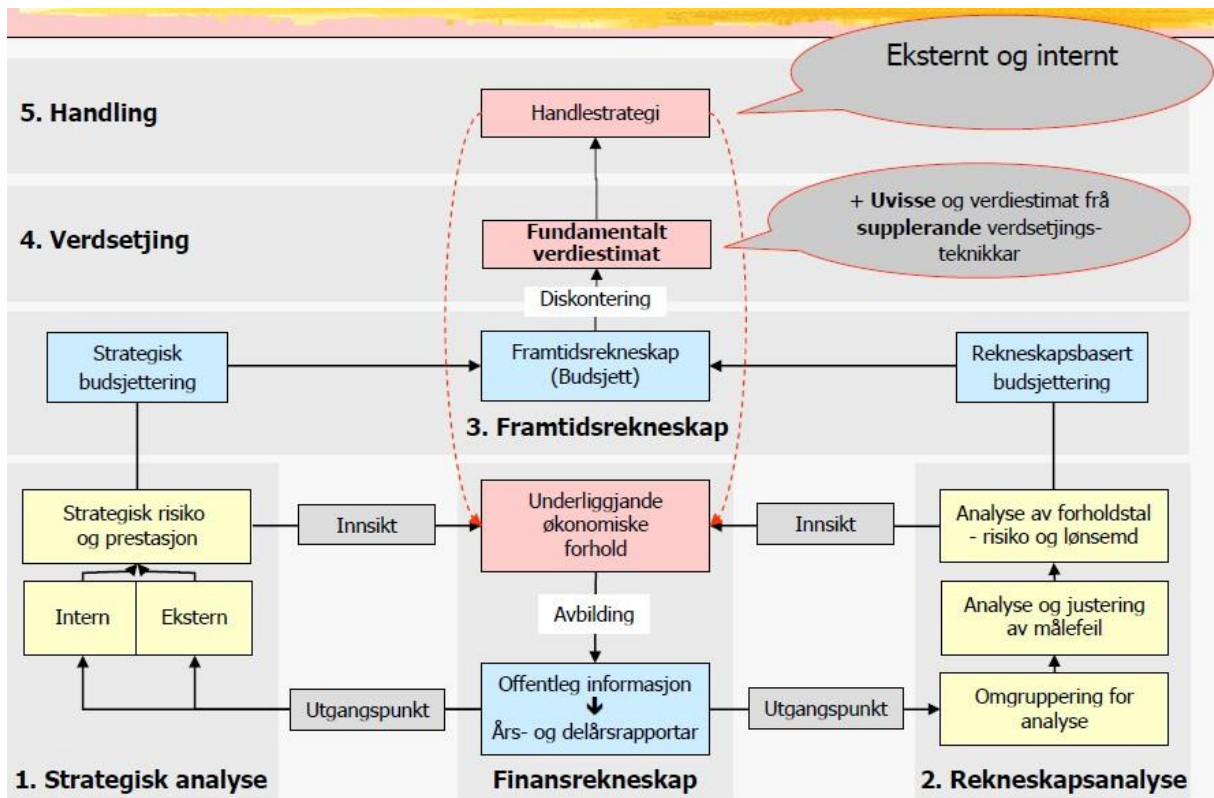 Eksternt og internt
5. Handling
Handlestrategi
+ Uvisse og verdiestimat frå
supplerande verdsetjings-
teknikkar
4. Verdsetjing
Fundamentalt
verdiestimat
Diskontering
Strategisk
budsjettering
Framtidsrekneskap
(Budsjett)
Rekneskapsbasert
budsjettering
3. Framtidsrekneskap
Strategisk risiko
og prestasjon
Innsikt
Underliggjande
økonomiske
forhold
Innsikt
Analyse av forholdstal
- risiko og lønsemd
Intern
Ekstern
Avbilding
Analyse og justering
av målefeil
Utgangspunkt
Offentleg informasjon
Års- og delårsrapportar
Utgangspunkt
Omgruppering for
analyse
1. Strategisk analyse
Finansrekneskap
2. Rekneskapsanalyse